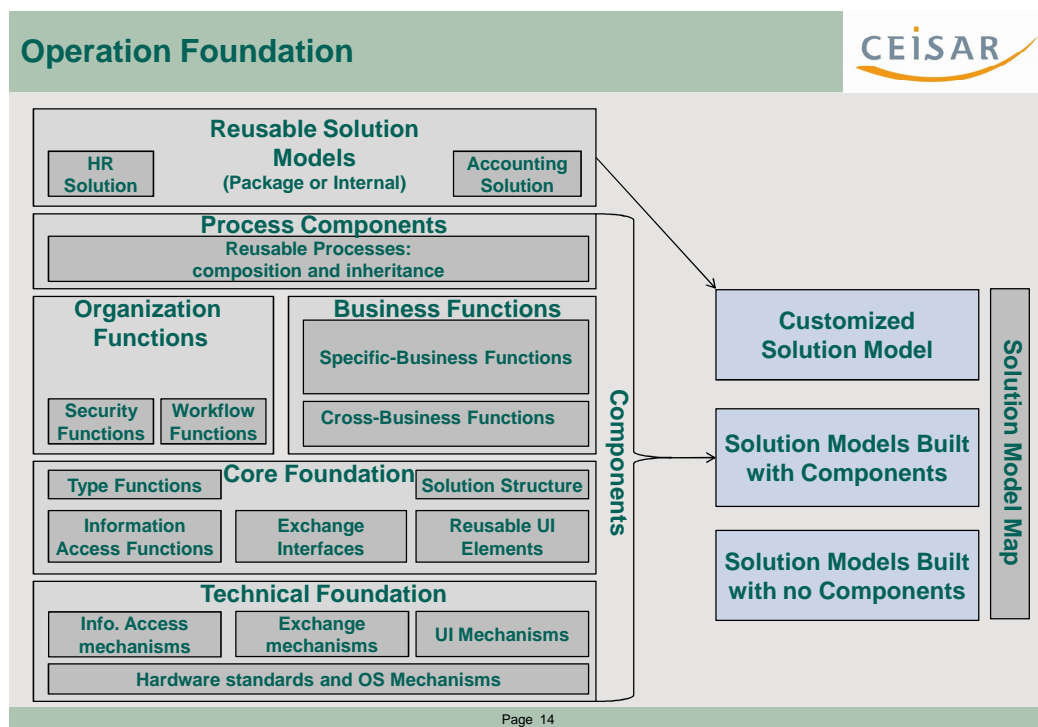 Operation Foundation
CEISAR
Reusable Solution
Models
(Package or Internal)
HR
Solution
Accounting
Solution
Process Components
Reusable Processes:
composition and inheritance
Organization
Functions
Security
Functions
Workflow
Functions
Business Functions
Specific-Business Functions
Cross-Business Functions
Core Foundation
Type Functions
Solution Structure
Information
Access Functions
Exchange
Interfaces
Reusable UI
Elements
Technical Foundation
Info. Access
mechanisms
Exchange
mechanisms
UI Mechanisms
Hardware standards and OS Mechanisms
Components
Customized
Solution Model
Solution Models Built
with Components
Solution Models Built
with no Components
Solution Model Map
Page 14